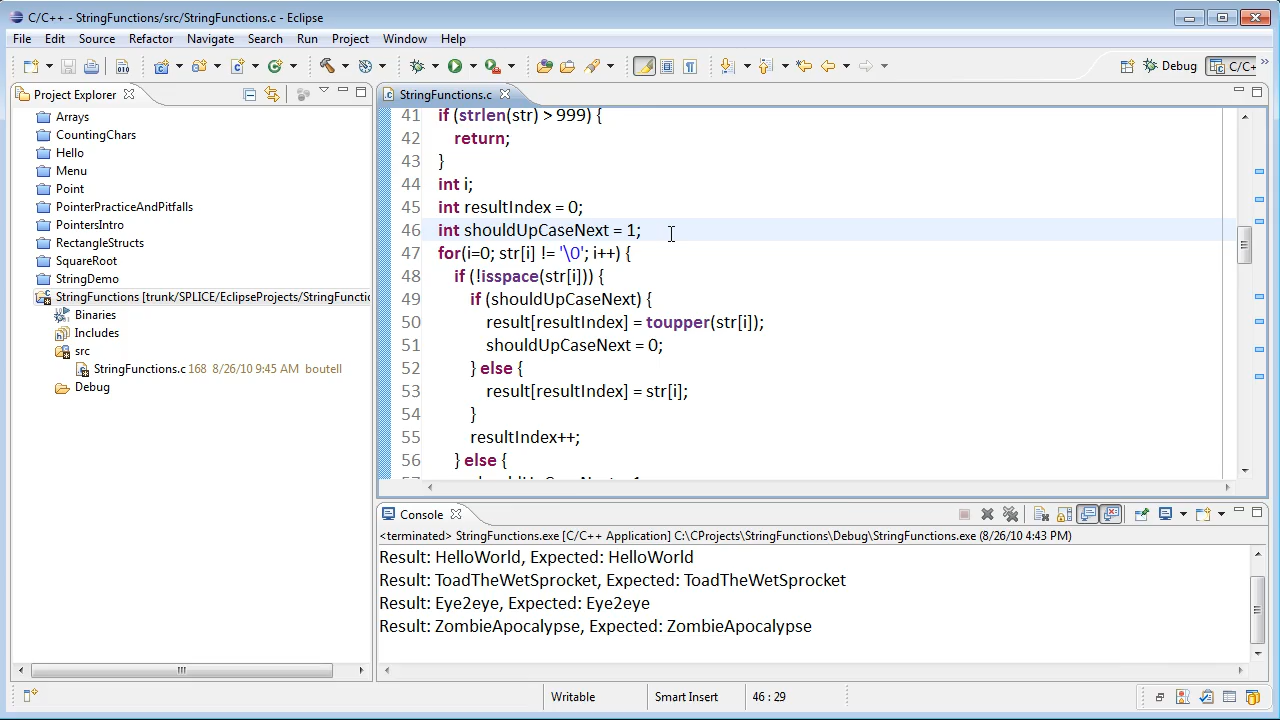 C/C++ - StringFunctions/src/StringFunctions.c - Eclipse
File Edit Source Refactor Navigate Search Run Project Window Help
Debug C/C++
Project Explorer
Arrays
CountingChars
Hello
Menu
Point
PointerPracticeAndPitfalls
PointersIntro
RectangleStructs
SquareRoot
StringDemo
StringFunctions [trunk/SPLICE/EclipseProjects/StringFunctio
Binaries
Includes
src
StringFunctions.c 168 8/26/10 9:45 AM boutell
Debug
StringFunctions.c
41 if (strlen(str) > 999) {
42 return;
43 }
44 int i;
45 int resultIndex = 0;
46 int shouldUpCaseNext = 1;
47 for(i=0; str[i] != '\0'; i++) {
48 if (!isspace(str[i])) {
49 if (shouldUpCaseNext) {
50 result[resultIndex] = toupper(str[i]);
51 shouldUpCaseNext = 0;
52 } else {
53 result[resultIndex] = str[i];
54 }
55 resultIndex++;
56 } else {
Console
<terminated> StringFunctions.exe [C/C++ Application] C:\CProjects\StringFunctions\Debug\StringFunctions.exe (8/26/10 4:43 PM)
Result: HelloWorld, Expected: HelloWorld
Result: ToadTheWetSprocket, Expected: ToadTheWetSprocket
Result: Eye2eye, Expected: Eye2eye
Result: ZombieApocalypse, Expected: ZombieApocalypse
Writable Smart Insert 46 : 29